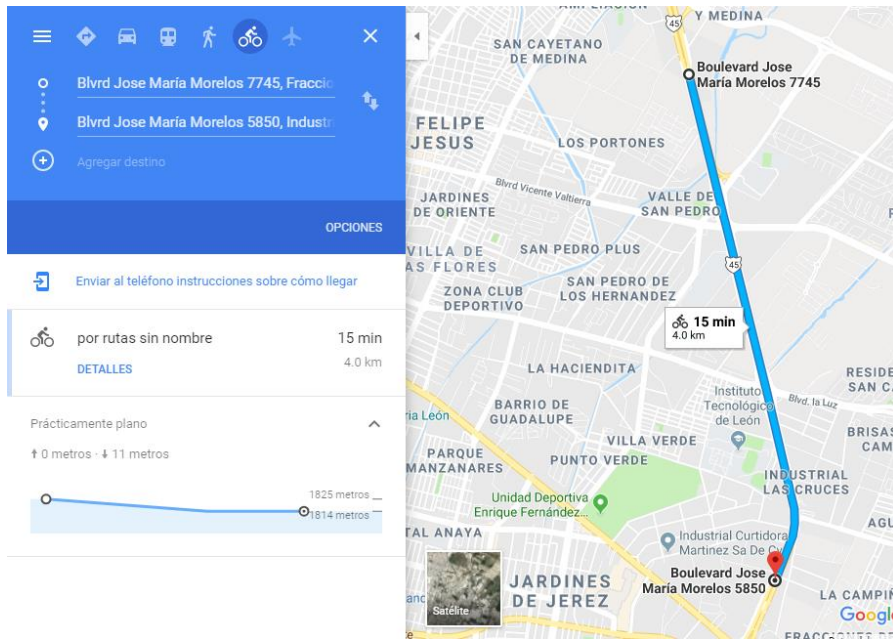 Blvrd Jose María Morelos 7745, Fraccio
Blvrd Jose María Morelos 5850, Industri
Agregar destino
OPCIONES
Enviar al teléfono instrucciones sobre cómo llegar
por rutas sin nombre 15 min
DETALLES 4.0 km
Prácticamente plano
↑ 0 metros · ↓ 11 metros
1825 metros
1814 metros
45
Y MEDINA
SAN CAYETANO
DE MEDINA
Boulevard Jose
María Morelos 7745
FELIPE
JESUS
LOS PORTONES
Blvrd Vicente Valtierra
JARDINES
DE ORIENTE
VALLE DE
SAN PEDRO
VILLA DE
AS FLORES
SAN PEDRO PLUS
45
ZONA CLUB
DEPORTIVO
SAN PEDRO DE
LOS HERNANDEZ
15 min
4.0 km
LA HACIENDITA
RESIDE
SAN C
Instituto
Tecnológico
de León
Blvd. la Luz
ria León
BARRIO DE
GUADALUPE
BRISAS
CAM
VILLA VERDE
PARQUE
MANZANARES
PUNTO VERDE
INDUSTRIAL
LAS CRUCES
Unidad Deportiva
Enrique Fernández...
AGU
TAL ANAYA
Industrial Curtidora
Martinez Sa De C
Boulevard Jose
María Morelos 5850
Satélite
JARDINES
DE JEREZ
LA CAMPIÑ
Google